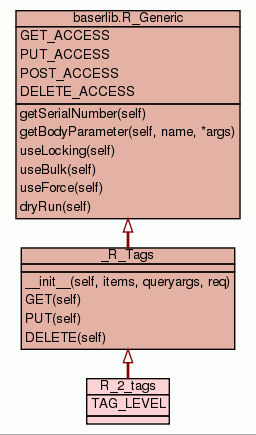 baserlib.R_Generic
GET_ACCESS
PUT_ACCESS
POST_ACCESS
DELETE_ACCESS
getSerialNumber(self)
getBodyParameter(self, name, *args)
useLocking(self)
useBulk(self)
useForce(self)
dryRun(self)
_R_Tags
__init__(self, items, queryargs, req)
GET(self)
PUT(self)
DELETE(self)
R_2_tags
TAG_LEVEL